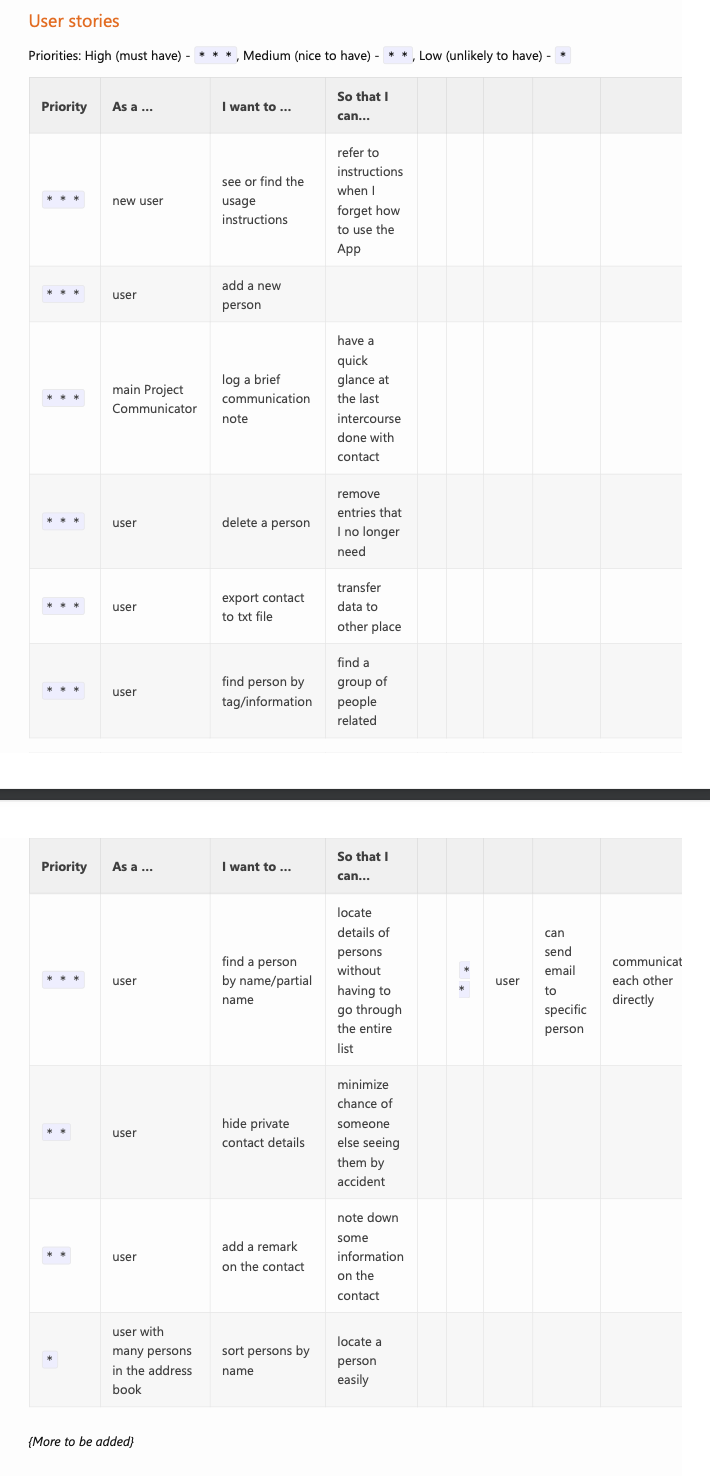 User stories
Priorities: High (must have) - * * *, Medium (nice to have) - * *, Low (unlikely to have) - *
Priority
As a ...
I want to ...
So that I
can...
* * *
new user
see or find the
usage
instructions
refer to
instructions
when I
forget how
to use the
App
* * *
user
add a new
person
* * *
main Project
Communicator
log a brief
communication
note
have a
quick
glance at
the last
intercourse
done with
contact
* * *
user
delete a person
remove
entries that
I no longer
need
* * *
user
export contact
to txt file
transfer
data to
other place
* * *
user
find person by
tag/information
find a
group of
people
related
Priority
As a ...
I want to ...
So that I
can...
* * *
user
find a person
by name/partial
name
locate
details of
persons
without
having to
go through
the entire
list
*
*
user
can
send
email
to
specific
person
communicat
each other
directly
* *
user
hide private
contact details
minimize
chance of
someone
else seeing
them by
accident
* *
user
add a remark
on the contact
note down
some
information
on the
contact
*
user with
many persons
in the address
book
sort persons by
name
locate a
person
easily
{More to be added}